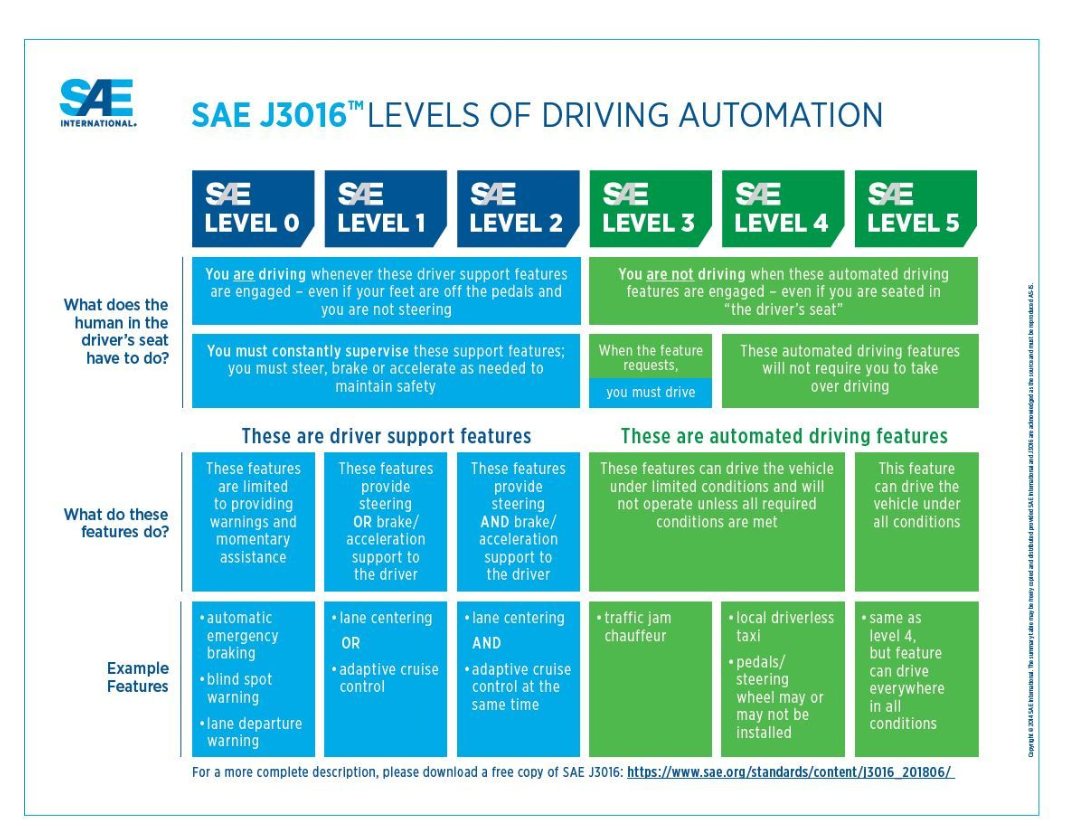 SAE
INTERNATIONAL®
SAE J3016™ LEVELS OF DRIVING AUTOMATION
SAE
LEVEL 0
SAE
LEVEL 1
SAE
LEVEL 2
SAE
LEVEL 3
SAE
LEVEL 4
SAE
LEVEL 5
What does the
human in the
driver's seat
have to do?
You are driving whenever these driver support features
are engaged – even if your feet are off the pedals and
you are not steering
You are not driving when these automated driving
features are engaged – even if you are seated in
“the driver's seat”
You must constantly supervise these support features;
you must steer, brake or accelerate as needed to
maintain safety
When the feature
requests,
you must drive
These automated driving features
will not require you to take
over driving
These are driver support features
These are automated driving features
What do these
features do?
These features
are limited
to providing
warnings and
momentary
assistance
These features
provide
steering
OR brake/
acceleration
support to
the driver
These features
provide
steering
AND brake/
acceleration
support to
the driver
These features can drive the vehicle
under limited conditions and will
not operate unless all required
conditions are met
This feature
can drive the
vehicle under
all conditions
Example
Features
• automatic
emergency
braking
• blind spot
warning
• lane departure
warning
• lane centering
OR
• adaptive cruise
control
• lane centering
AND
• adaptive cruise
control at the
same time
• traffic jam
chauffeur
• local driverless
taxi
• pedals/
steering
wheel may or
may not be
installed
• same as
level 4,
but feature
can drive
everywhere
in all
conditions
For a more complete description, please download a free copy of SAE J3016: https://www.sae.org/standards/content/J3016_201806/
Copyright © 2014 SAE International. The summary table may be freely copied and distributed provided SAE International and J3016 are acknowledged as the source and must be reproduced AS-IS.